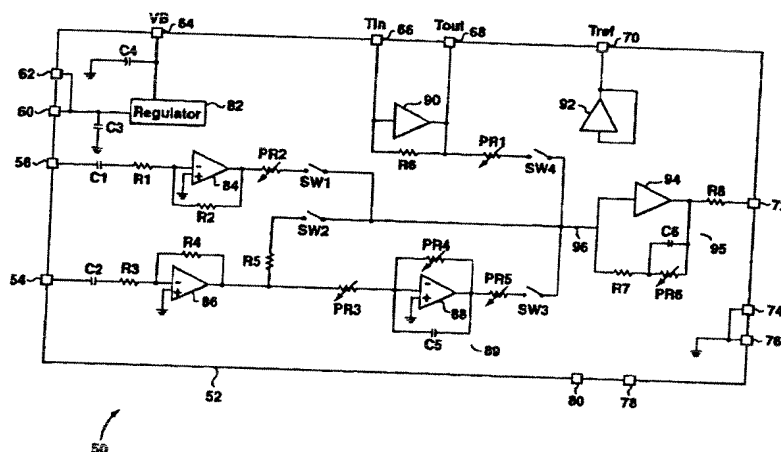 VB
64
TIn
66
Tout
68
Tref
70
C4
62
60
Regulator
82
C3
90
92
R6
PR1
SW4
56
C1
R1
84
R2
PR2
SW1
SW2
94
R8
C6
95
96
R7
PR6
54
C2
R3
R4
86
R5
PR3
PR4
88
C5
89
PR5
SW3
74
76
52
80
78
50